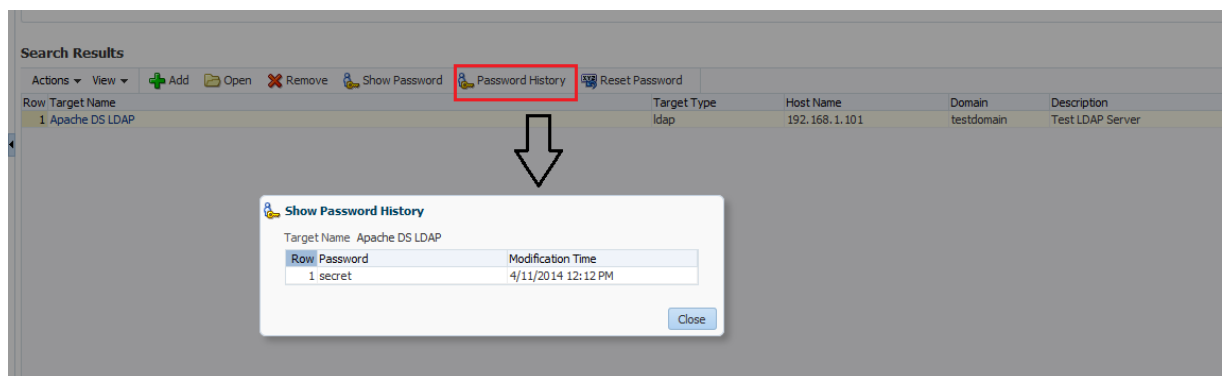 Search Results
Actions View Add Open Remove Show Password Password History Reset Password
Row Target Name Target Type Host Name Domain Description
1 Apache DS LDAP ldap 192.168.1.101 testdomain Test LDAP Server
Show Password History
Target Name Apache DS LDAP
Row Password Modification Time
1 secret 4/11/2014 12:12 PM
Close